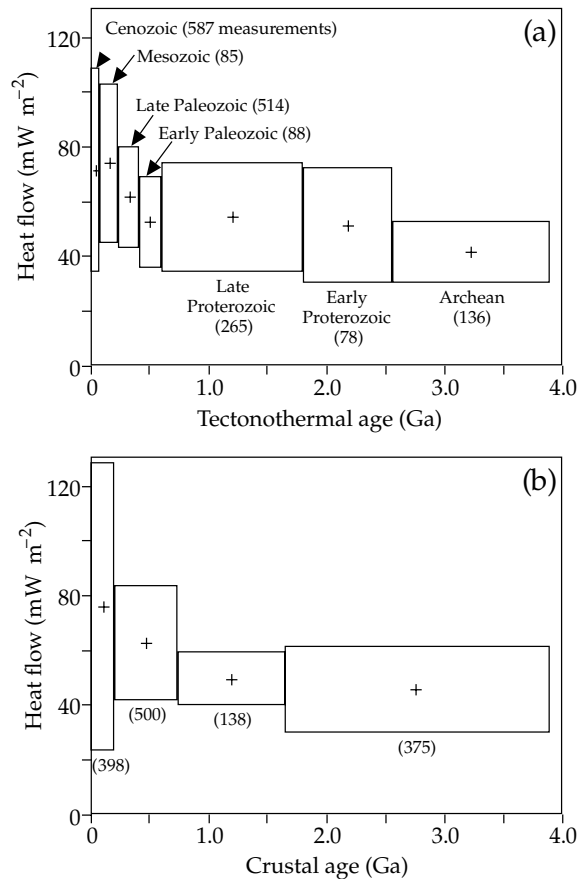 (a)
Cenozoic (587 measurements)
Mesozoic (85)
Late Paleozoic (514)
Early Paleozoic (88)
120
80
40
0
Heat flow (mW m⁻²)
Late
Proterozoic
(265)
Early
Proterozoic
(78)
Archean
(136)
0 1.0 2.0 3.0 4.0
Tectonothermal age (Ga)
(b)
120
80
40
0
Heat flow (mW m⁻²)
(398)
(500)
(138)
(375)
0 1.0 2.0 3.0 4.0
Crustal age (Ga)